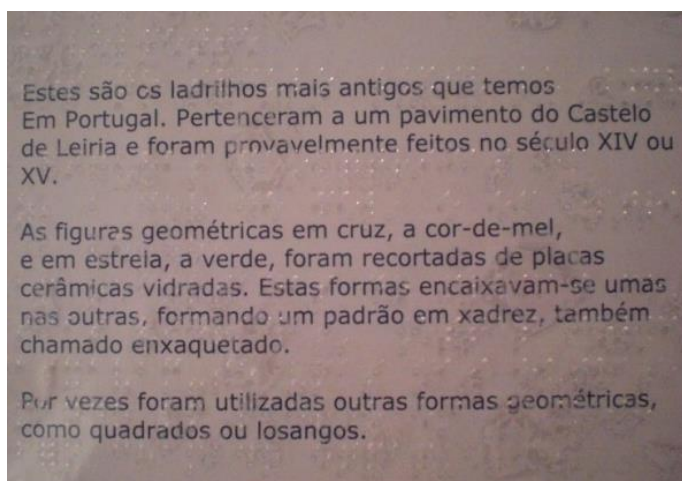 Estes são os ladrilhos mais antigos que temos
Em Portugal. Pertenceram a um pavimento do Castelo
de Leiria e foram provavelmente feitos no século XIV ou
XV.
As figuras geométricas em cruz, a cor-de-mel,
e em estrela, a verde, foram recortadas de placas
cerâmicas vidradas. Estas formas encaixavam-se umas
nas outras, formando um padrão em xadrez, também
chamado enxaquetado.
Por vezes foram utilizadas outras formas geométricas,
como quadrados ou losangos.